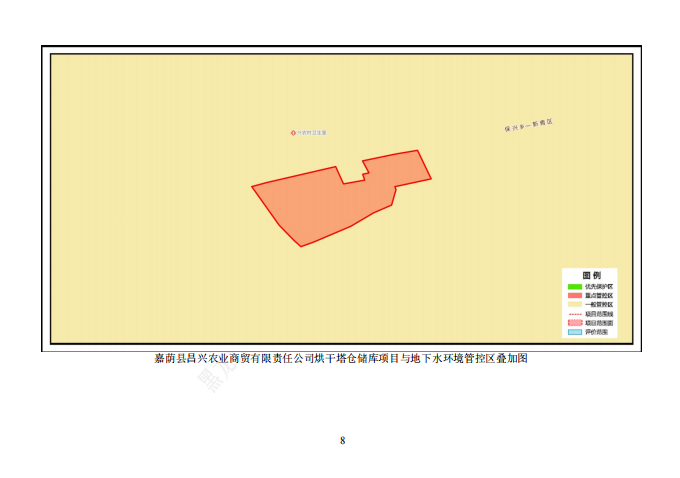 保兴乡一新青区
图例
优先保护区
重点管控区
一般管控区
项目范围线
项目范围面
评价范围
嘉荫县昌兴农业商贸有限责任公司烘干塔仓储库项目与地下水环境管控区叠加图
8